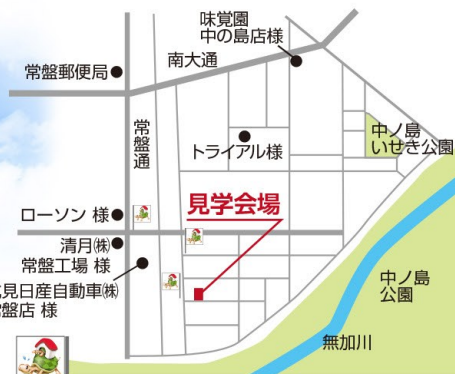 味覚園
中の島店様
南大通
常盤郵便局
常盤通
トライアル様
中ノ島
いせき公園
ローソン 様
見学会場
清月㈱
常盤工場 様
見日産自動車㈱
盤店 様
中ノ島
公園
無加川